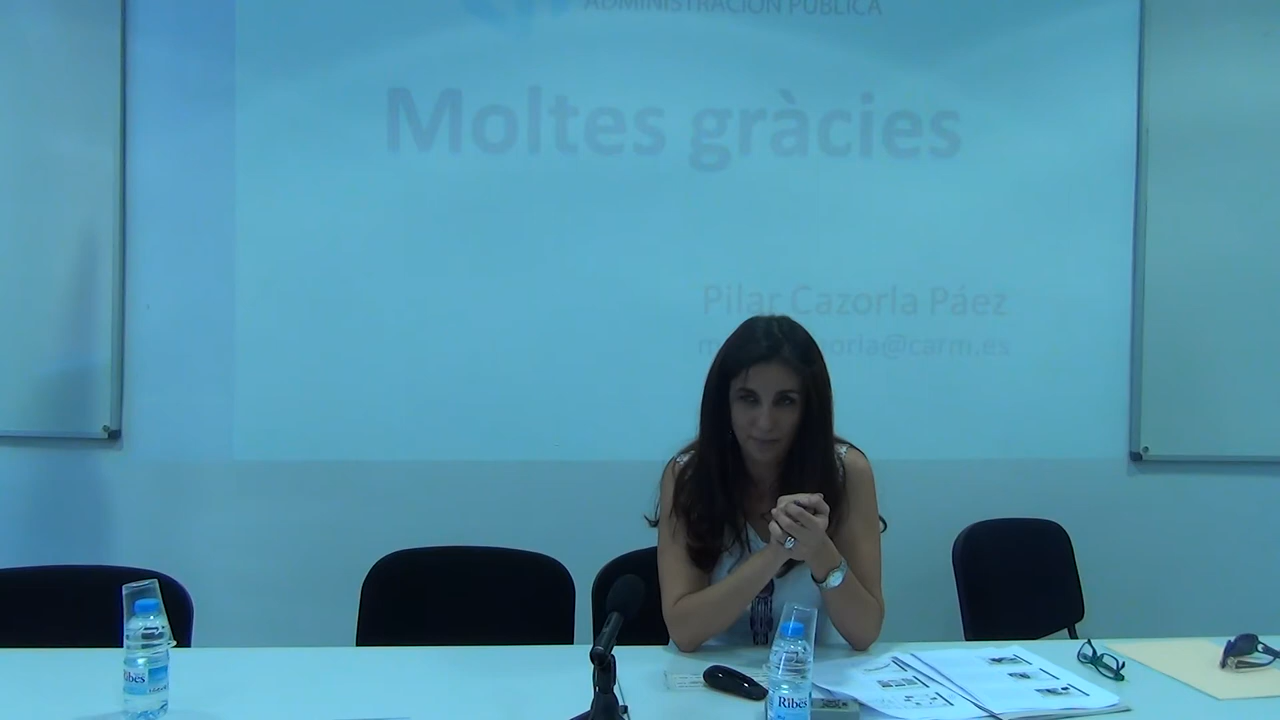 ADMINISTRACIÓN PÚBLICA
Moltes gràcies
Pilar Cazorla Páez
Ribes
Ribes